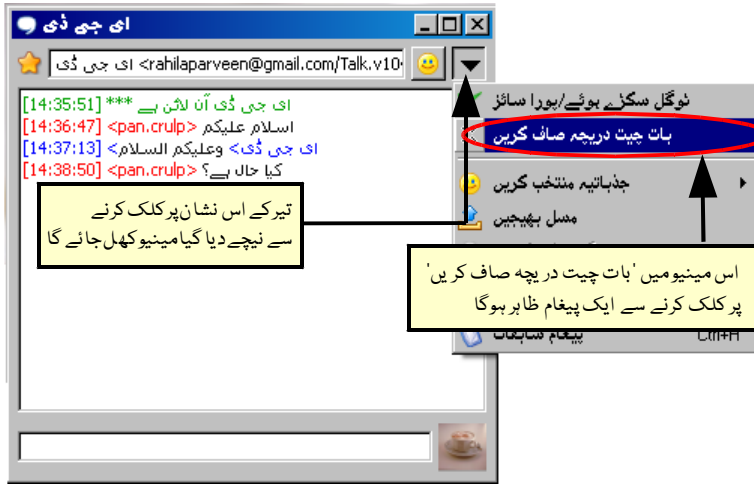 ای جی ڈی
ای جی ڈی <rahilaparveen@gmail.com/Talk.v10
[14:35:51] *** ای جی ڈی آن لائن ہے
[14:36:47] <pan.crulp> اسلام علیکم
[14:37:13] <ای جی ڈی> وعلیکم السلام
[14:38:50] <pan.crulp> کیا حال ہے؟
ٹوگل سکڑے ہوئے/پورا سائز
بات چیت دریچہ صاف کریں
جذباتیہ منتخب کریں
مسل بھیجیں
پیغام سابقات Ctrl+H
تیر کے اس نشان پر کلک کرنے
سے نیچے دیا گیا مینیو کھل جائے گا
اس مینیو میں 'بات چیت دریچہ صاف کریں'
پر کلک کرنے سے ایک پیغام ظاہر ہوگا